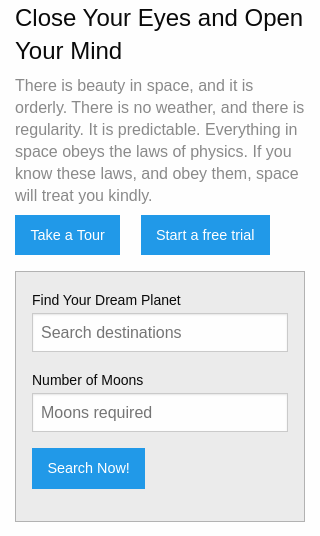 Close Your Eyes and Open
Your Mind
There is beauty in space, and it is
orderly. There is no weather, and there is
regularity. It is predictable. Everything in
space obeys the laws of physics. If you
know these laws, and obey them, space
will treat you kindly.
Take a Tour
Start a free trial
Find Your Dream Planet
Search destinations
Number of Moons
Moons required
Search Now!